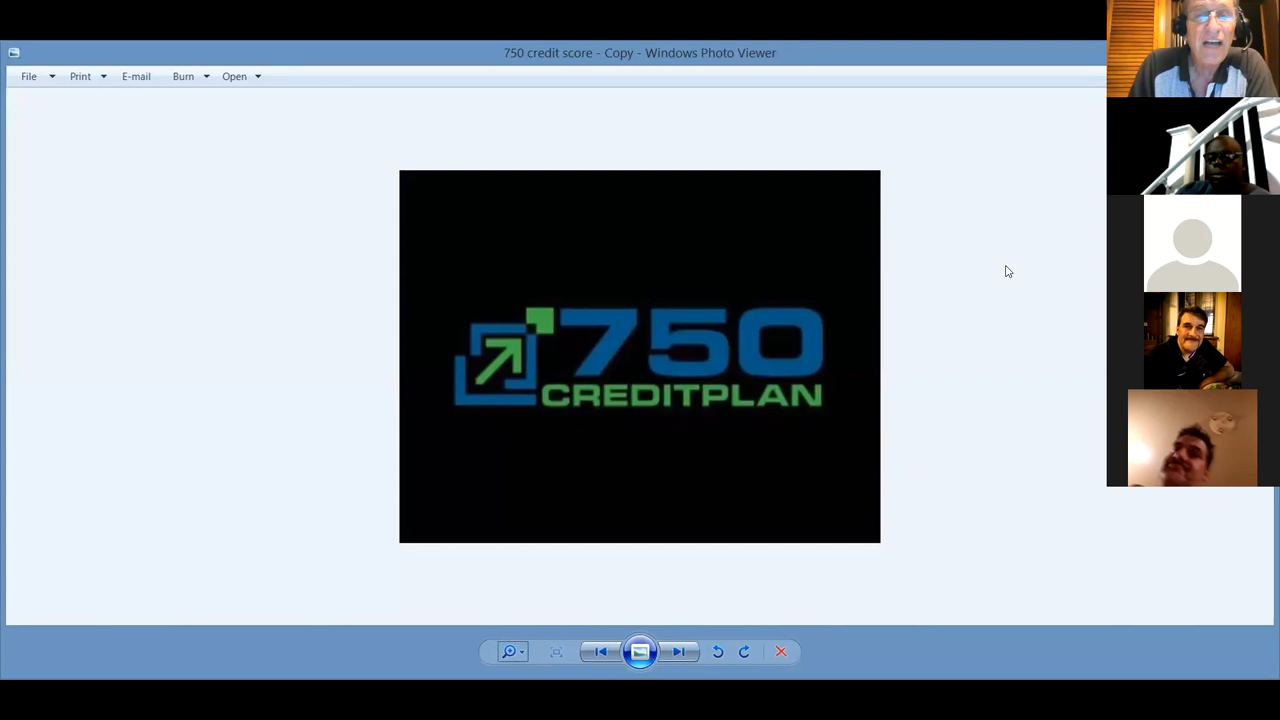 750 credit score - Copy - Windows Photo Viewer
File Print E-mail Burn Open
750
CREDITPLAN